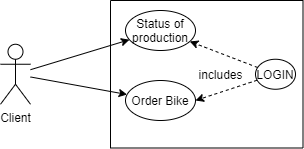 Status of
production
includes
LOGIN
Order Bike
Client